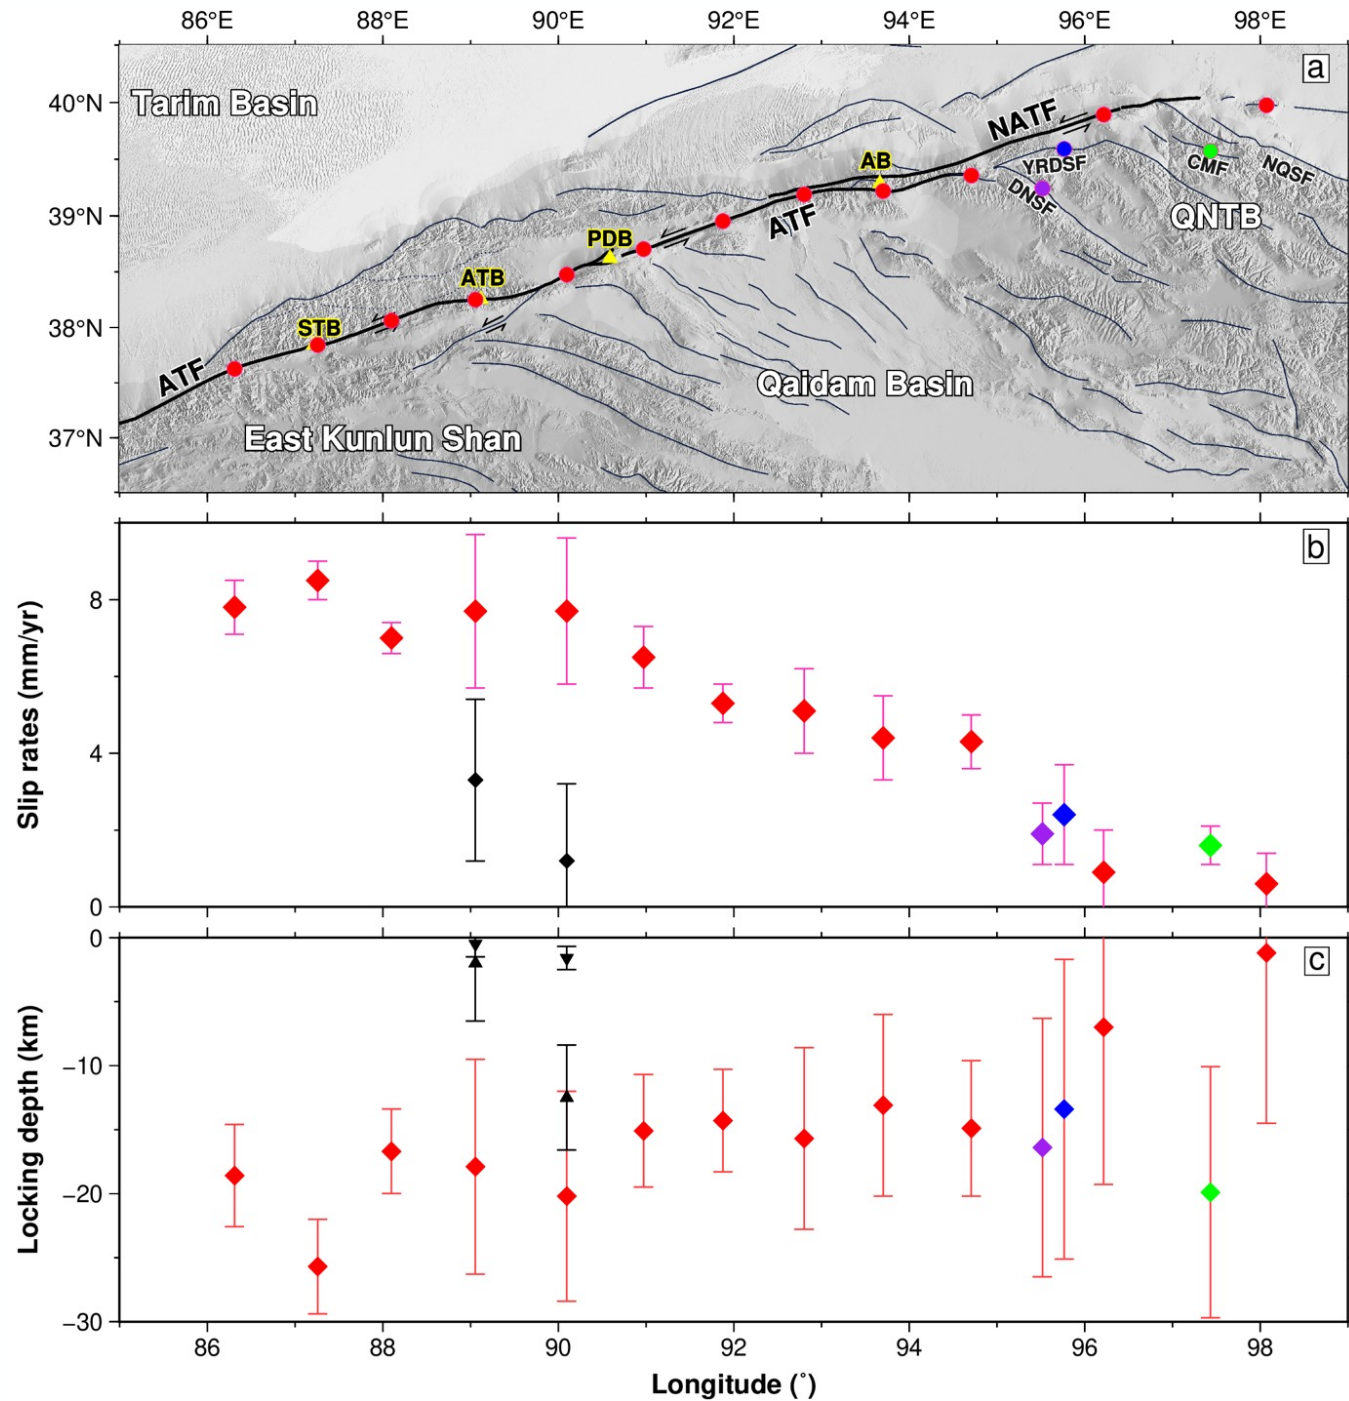 86°E 88°E 90°E 92°E 94°E 96°E 98°E
a
40°N
Tarim Basin
NATF
AB
YRDSF
CMF
NQSF
DNSF
39°N
QNTB
ATF
PDB
ATB
38°N
STB
ATF
Qaidam Basin
37°N
East Kunlun Shan
b
Slip rates (mm/yr)
8
4
0
c
Locking depth (km)
0
−10
−20
−30
86 88 90 92 94 96 98
Longitude (°)